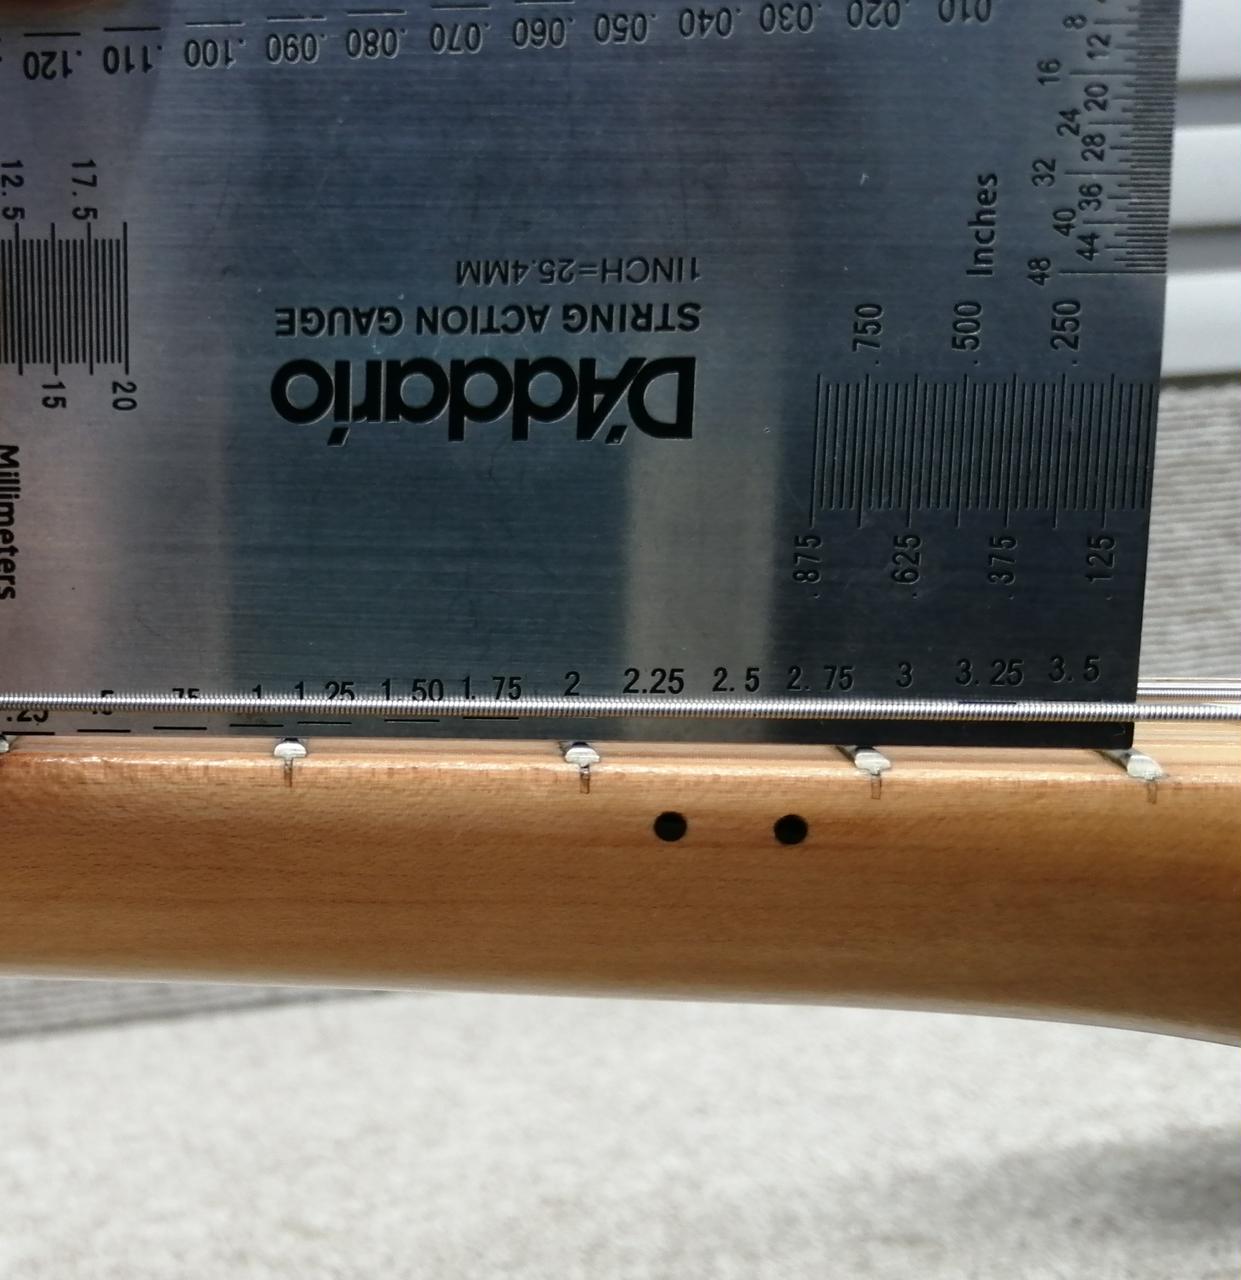 .120 .110 .100 .090 .080 .070 .060 .050 .040 .030 .020 .010
8
12
16
20
24
28
32
36
40
44
48
Inches
12.5 17.5
15 20
Millimeters
1INCH=25.4MM
STRING ACTION GAUGE
D'Addario
.750 .500 .250
.875 .625 .375 .125
.25 .5 .75 1 1.25 1.50 1.75 2 2.25 2.5 2.75 3 3.25 3.5